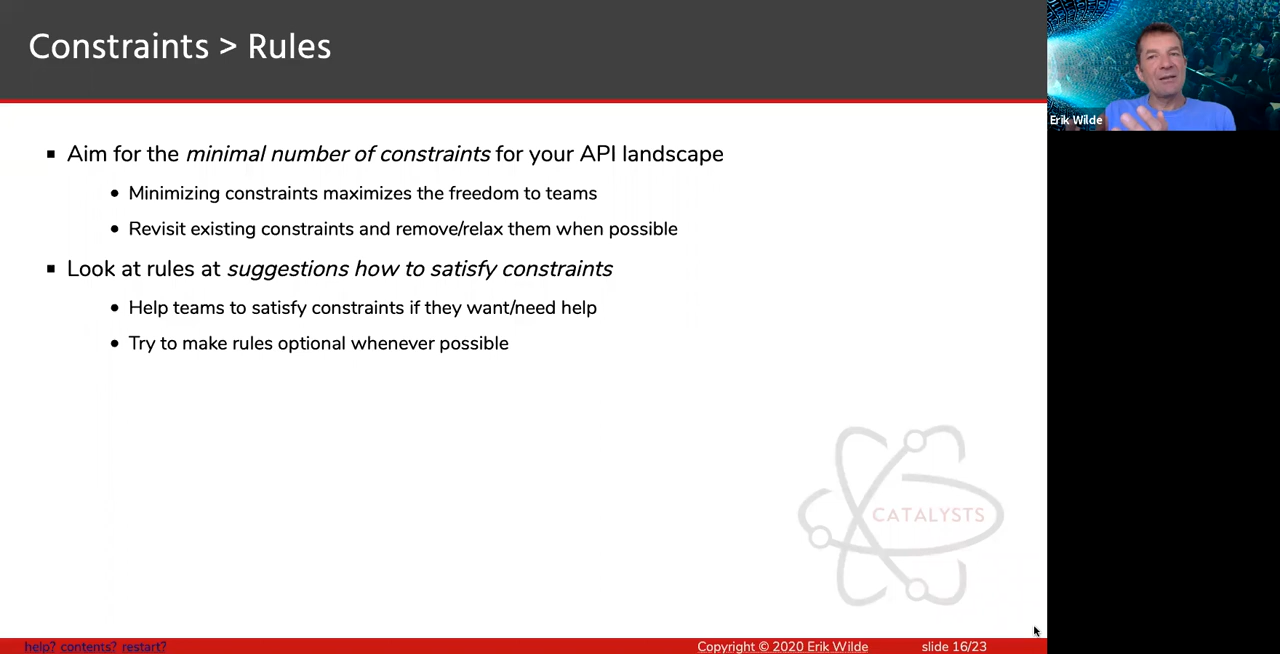 Constraints > Rules
Erik Wilde
Aim for the minimal number of constraints for your API landscape
Minimizing constraints maximizes the freedom to teams
Revisit existing constraints and remove/relax them when possible
Look at rules at suggestions how to satisfy constraints
Help teams to satisfy constraints if they want/need help
Try to make rules optional whenever possible
CATALYSTS
help? contents? restart?
Copyright © 2020 Erik Wilde
slide 16/23